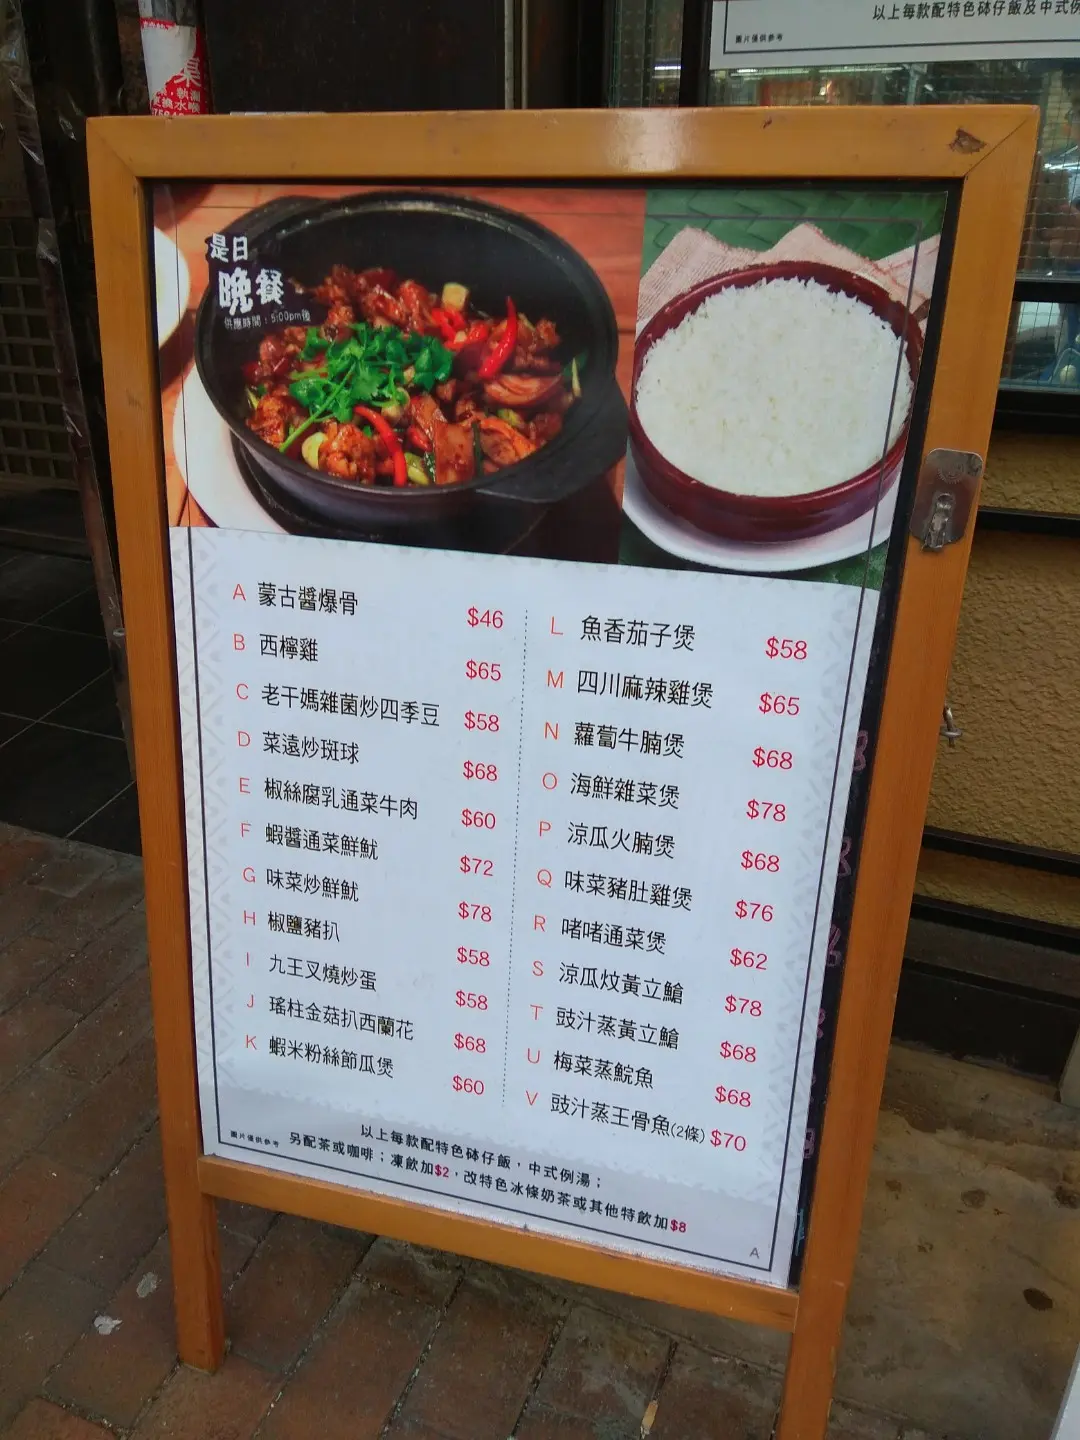 以上每款配特色砵仔飯及中式例
圖片僅供參考
是日
晚餐
供應時間：5:00pm後
A 蒙古醬爆骨 $46
B 西檸雞 $65
C 老干媽雜菌炒四季豆 $58
D 菜遠炒斑球 $68
E 椒絲腐乳通菜牛肉 $60
F 蝦醬通菜鮮魷 $72
G 味菜炒鮮魷 $78
H 椒鹽豬扒 $58
I 九王叉燒炒蛋 $58
J 瑤柱金菇扒西蘭花 $68
K 蝦米粉絲節瓜煲 $60
L 魚香茄子煲 $58
M 四川麻辣雞煲 $65
N 蘿蔔牛腩煲 $68
O 海鮮雜菜煲 $78
P 涼瓜火腩煲 $68
Q 味菜豬肚雞煲 $76
R 啫啫通菜煲 $62
S 涼瓜炆黃立鯧 $78
T 豉汁蒸黃立鯧 $68
U 梅菜蒸鯇魚 $68
V 豉汁蒸王骨魚(2條) $70
以上每款配特色砵仔飯，中式例湯；
圖片僅供參考
另配茶或咖啡；凍飲加$2，改特色冰條奶茶或其他特飲加$8
A